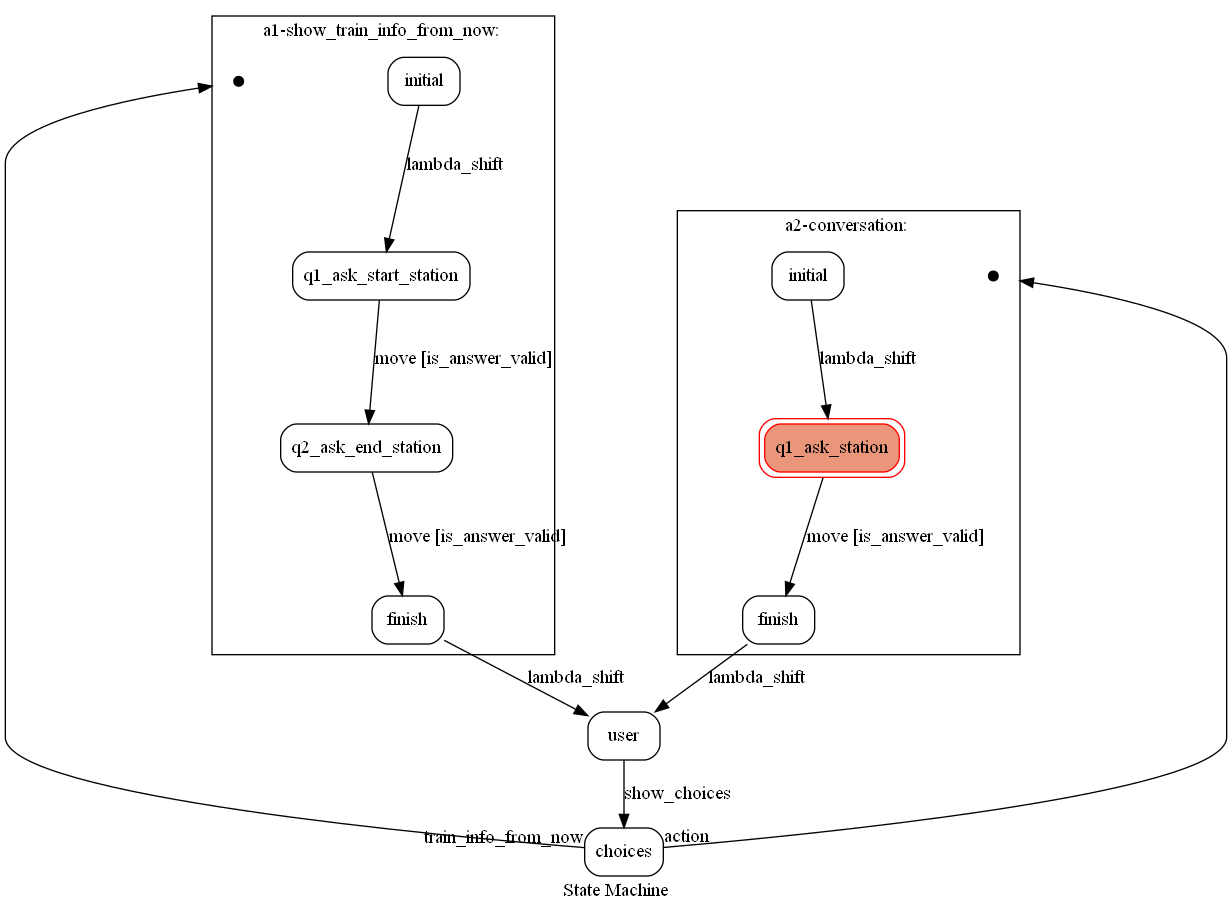 a1-show_train_info_from_now:
initial
lambda_shift
q1_ask_start_station
move [is_answer_valid]
q2_ask_end_station
move [is_answer_valid]
finish
lambda_shift
a2-conversation:
initial
lambda_shift
q1_ask_station
move [is_answer_valid]
finish
lambda_shift
user
show_choices
train_info_from_now
choices
action
State Machine